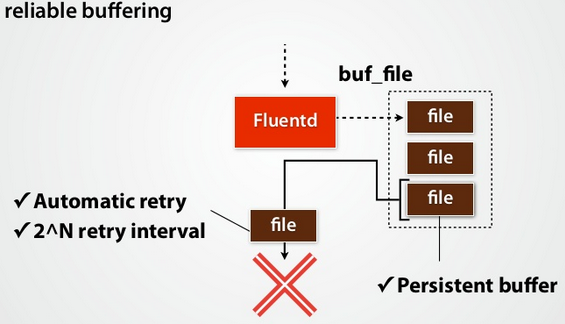 reliable buffering
buf_file
Fluentd
file
file
file
✓ Automatic retry
✓ 2^N retry interval
file
✓ Persistent buffer